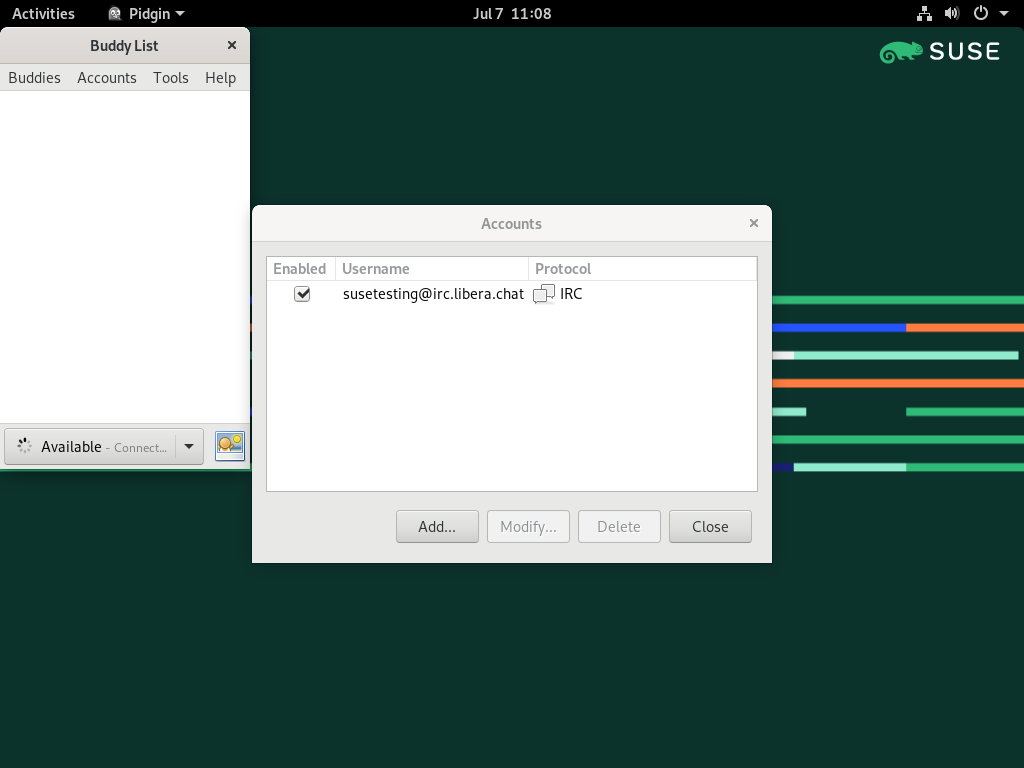 Activities Pidgin Jul 7 11:08
Buddy List
SUSE
Buddies Accounts Tools Help
Accounts
Enabled Username Protocol
susetesting@irc.libera.chat IRC
Available - Connect...
Add... Modify... Delete Close